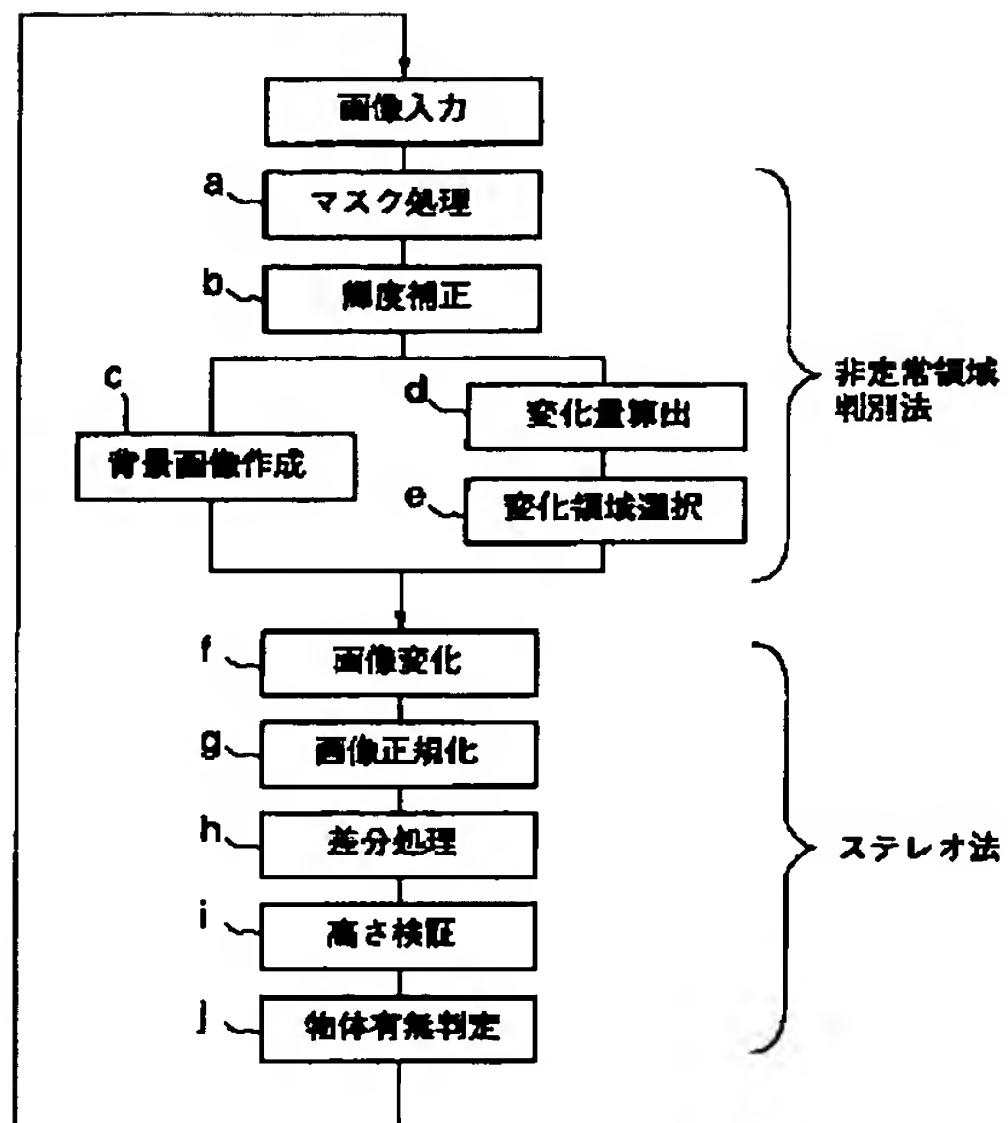 画像入力
a
マスク処理
b
輝度補正
c
背景画像作成
d
変化量算出
e
変化領域選択
非定常領域
判別法
f
画像変化
g
画像正規化
h
差分処理
i
高さ検証
j
物体有無判定
ステレオ法